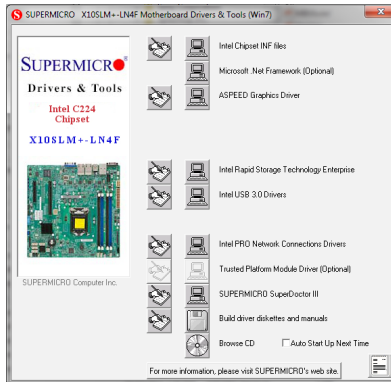 SUPERMICRO X10SLM+-LN4F Motherboard Drivers & Tools (Win7)
SUPERMICRO
Drivers & Tools
Intel C224
Chipset
X10SLM+-LN4F
SUPERMICRO Computer Inc.
Intel Chipset INF files
Microsoft .Net Framework (Optional)
ASPEED Graphics Driver
Intel Rapid Storage Technology Enterprise
Intel USB 3.0 Drivers
Intel PRO Network Connections Drivers
Trusted Platform Module Driver (Optional)
SUPERMICRO SuperDoctor III
Build driver diskettes and manuals
Browse CD
Auto Start Up Next Time
For more information, please visit SUPERMICRO's web site.